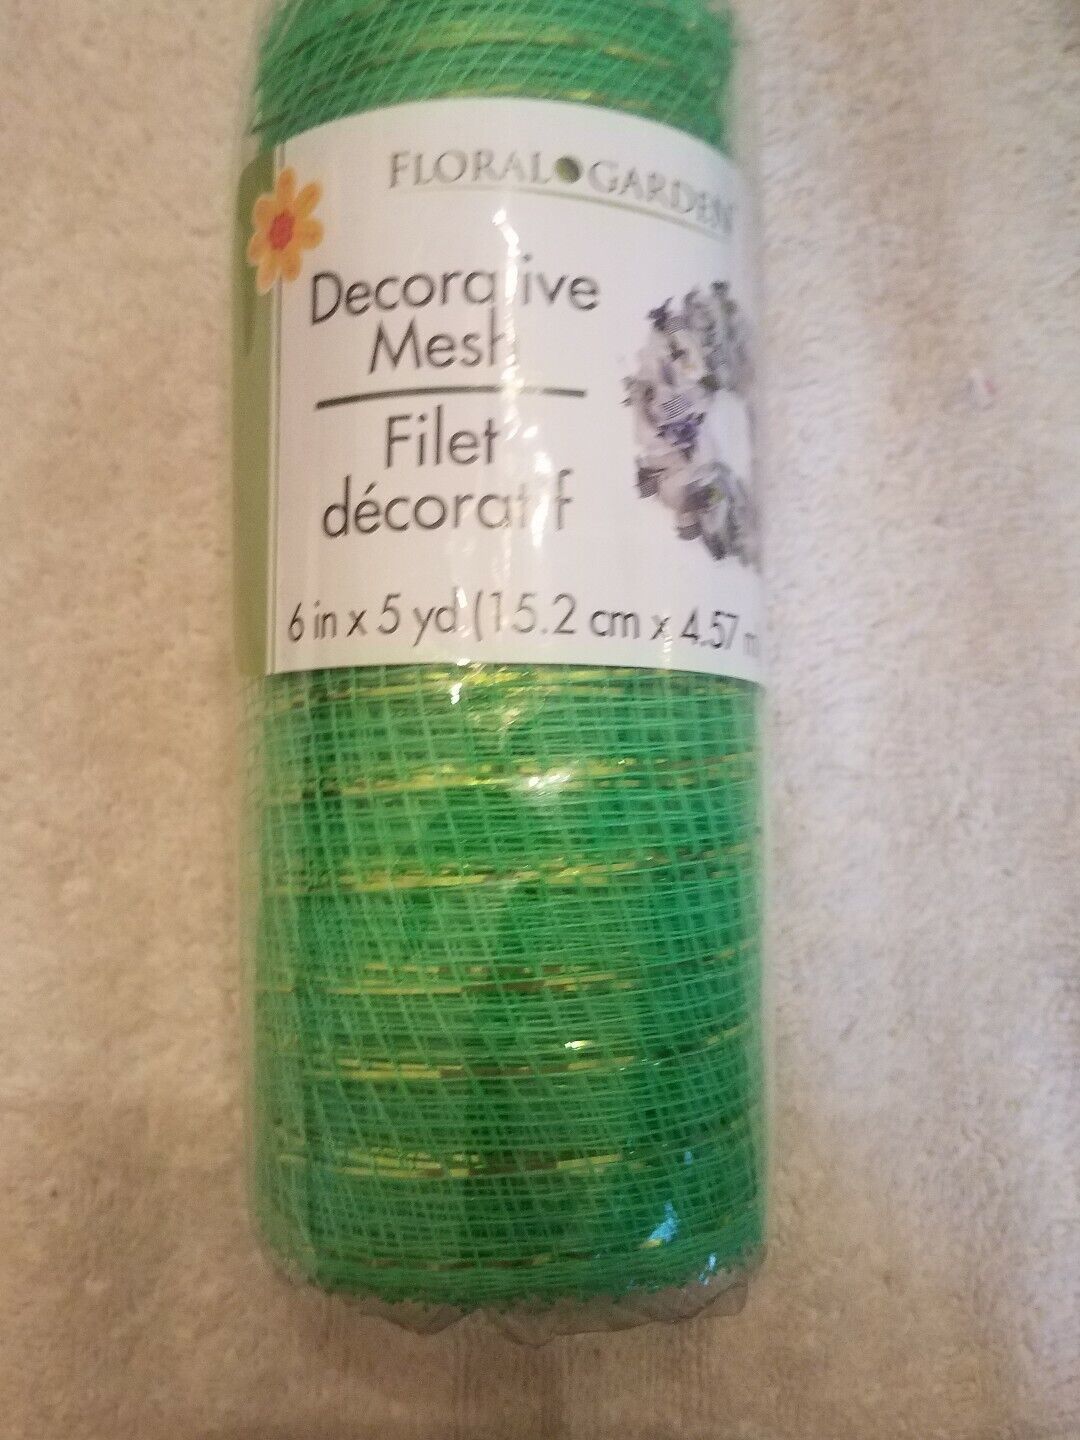 FLORAL GARDEN
Decorative
Mesh
Filet
décoratif
6 in x 5 yd (15.2 cm x 4.57 m